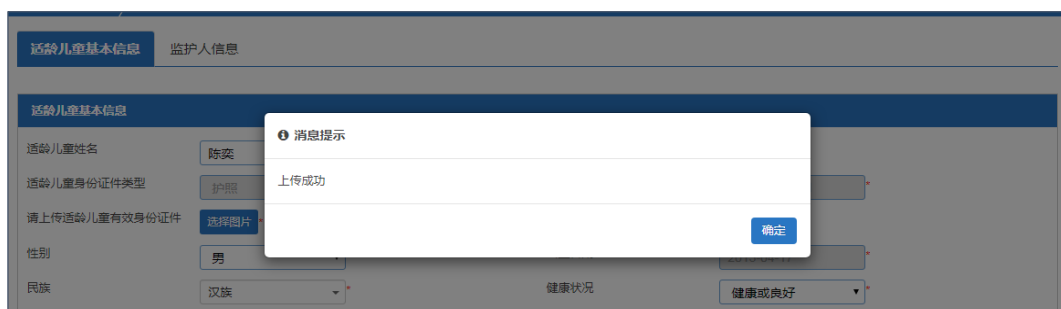 适龄儿童基本信息 监护人信息
适龄儿童基本信息
消息提示
适龄儿童姓名 陈奕
上传成功
适龄儿童身份证件类型 护照 *
请上传适龄儿童有效身份证件 选择图片 *
确定
性别 男 *
民族 汉族 * 健康状况 健康或良好 *